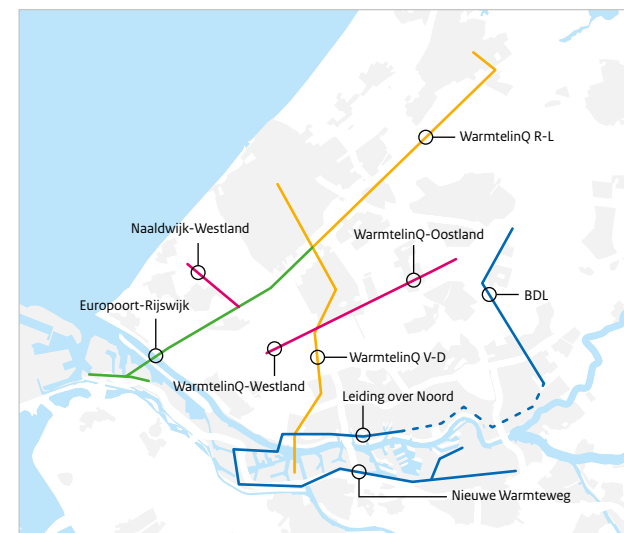 WarmtelinQ R-L
Naaldwijk-Westland
WarmtelinQ-Oostland
Europoort-Rijswijk
BDL
WarmtelinQ V-D
WarmtelinQ-Westland
Leiding over Noord
Nieuwe Warmteweg